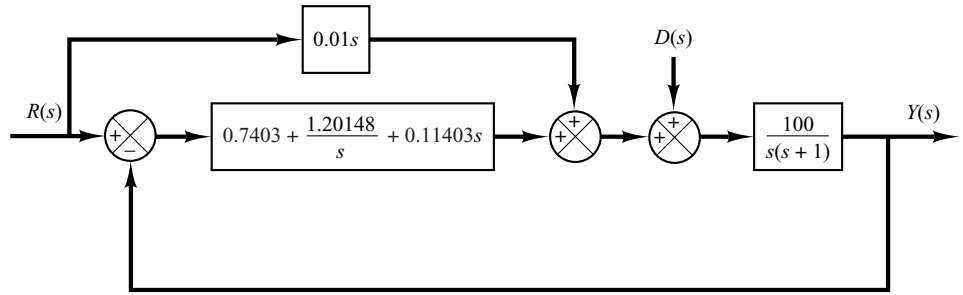 0.01s
D(s)
R(s)
+
−
0.7403 + 1.20148/s + 0.11403s
+
+
+
+
100/s(s + 1)
Y(s)